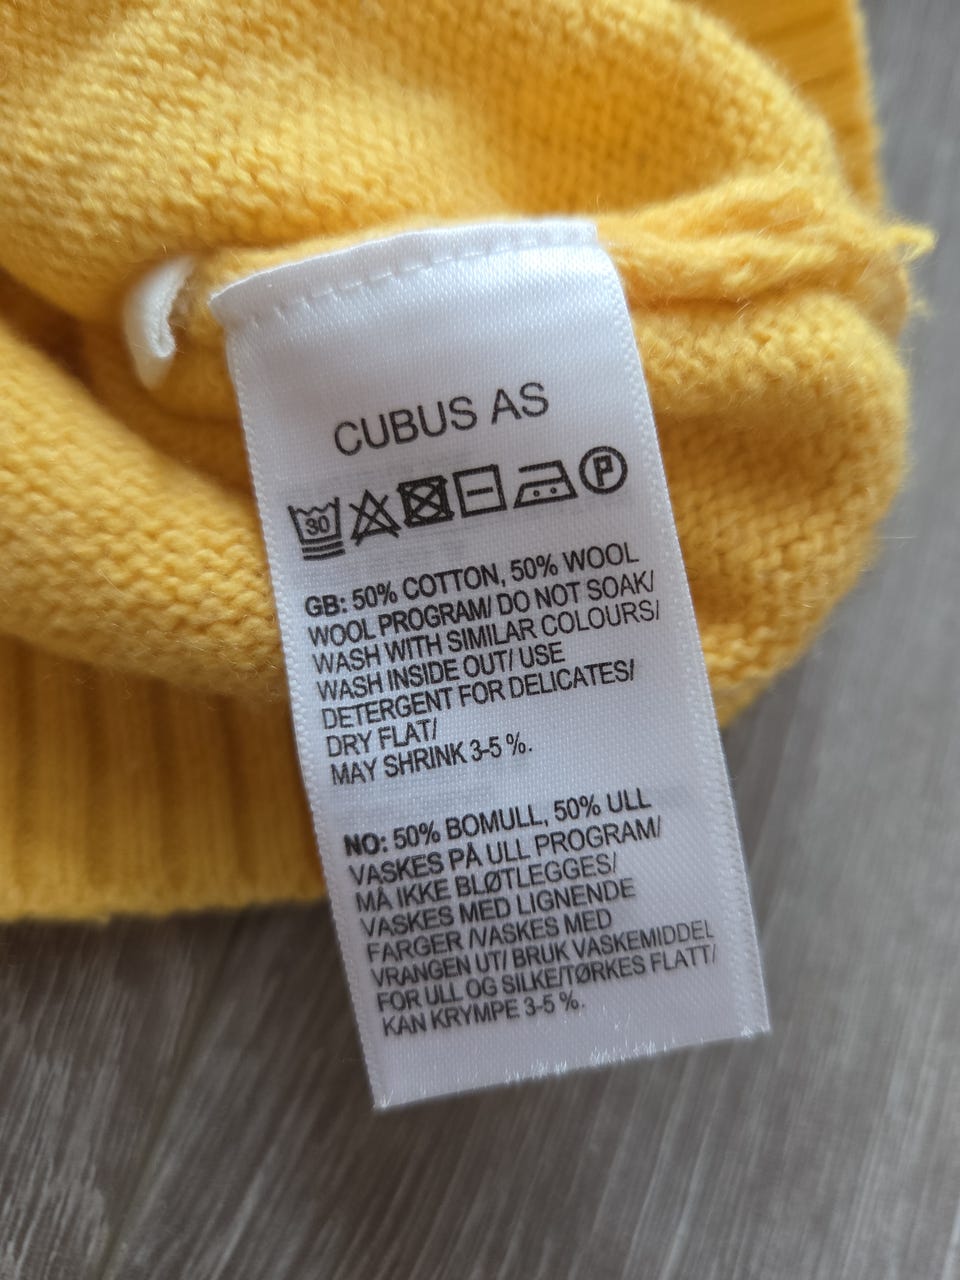 CUBUS AS
30 P
GB: 50% COTTON, 50% WOOL
WOOL PROGRAM/ DO NOT SOAK/
WASH WITH SIMILAR COLOURS/
WASH INSIDE OUT/ USE
DETERGENT FOR DELICATES/
DRY FLAT/
MAY SHRINK 3-5 %.
NO: 50% BOMULL, 50% ULL
VASKES PÅ ULL PROGRAM/
MÅ IKKE BLØTLEGGES/
VASKES MED LIGNENDE
FARGER /VASKES MED
VRANGEN UT/ BRUK VASKEMIDDEL
FOR ULL OG SILKE/TØRKES FLATT/
KAN KRYMPE 3-5 %.